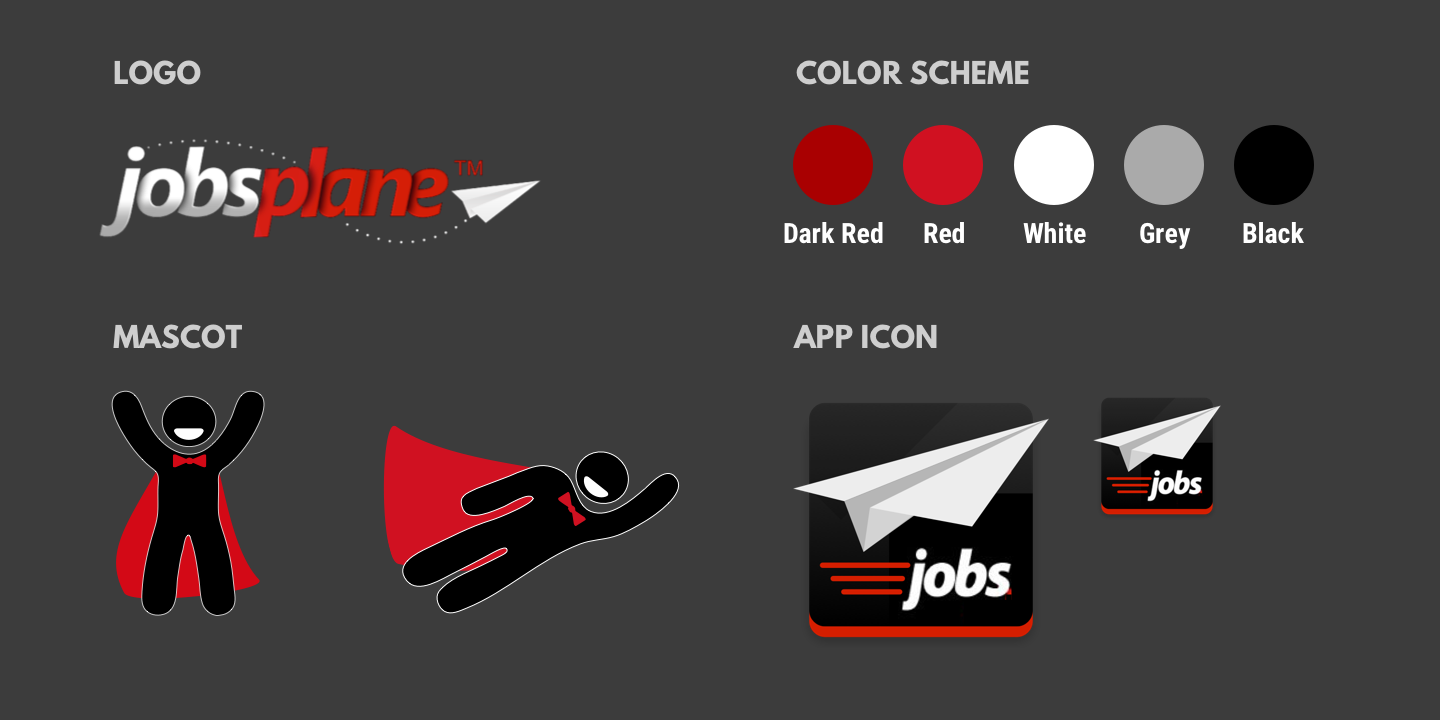 LOGO
jobsplane™
COLOR SCHEME
Dark Red
Red
White
Grey
Black
MASCOT
APP ICON
jobs
jobs